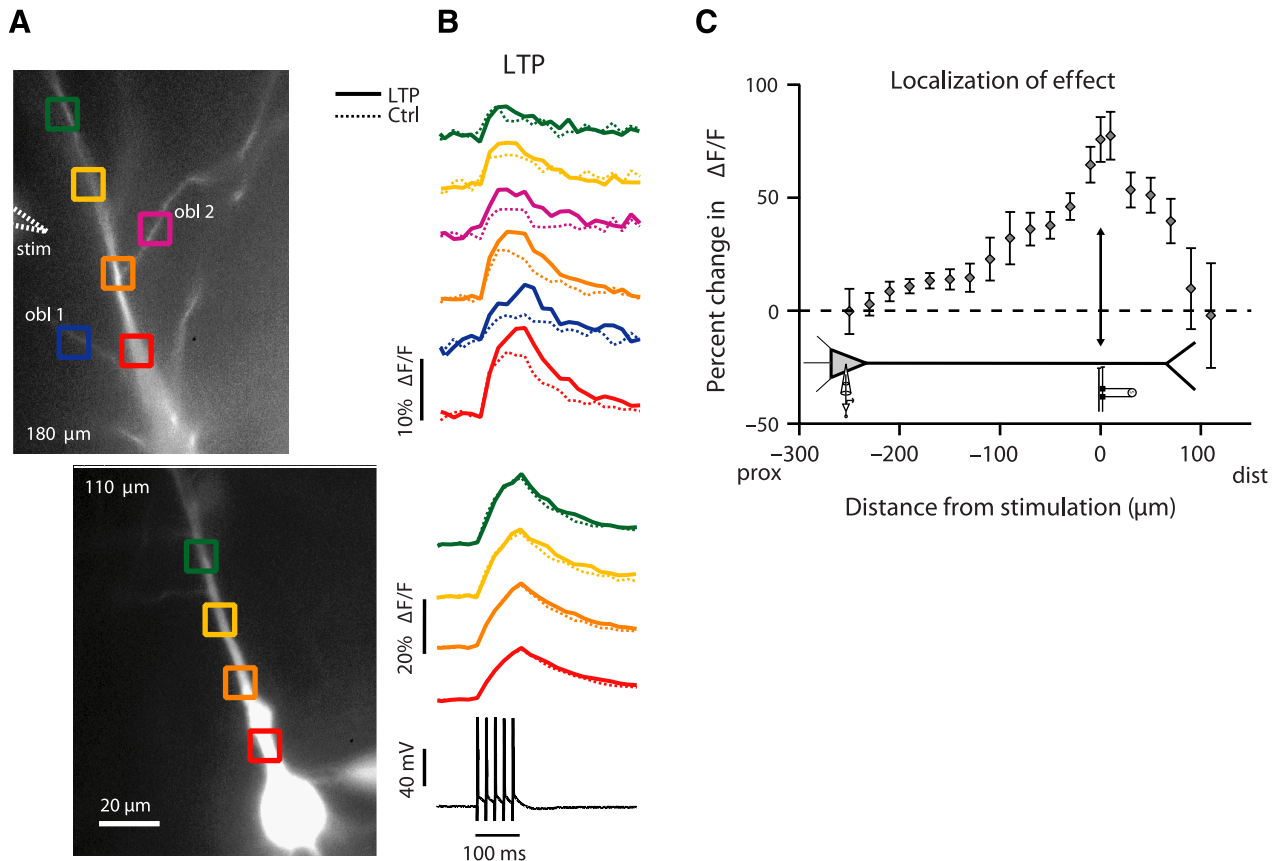 A
stim
obl 2
obl 1
180 µm
110 µm
20 µm
B
LTP
LTP
Ctrl
10% ΔF/F
20% ΔF/F
40 mV
100 ms
C
Localization of effect
Percent change in ΔF/F
100
50
0
−50
−300 −200 −100 0 100
prox dist
Distance from stimulation (µm)